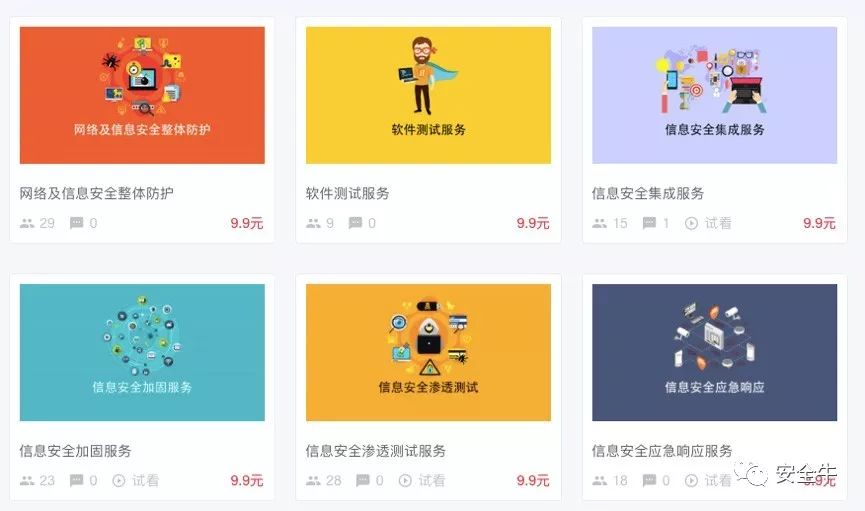 网络及信息安全整体防护
软件测试服务
信息安全集成服务
网络及信息安全整体防护
软件测试服务
信息安全集成服务
29 0 9.9元
9 0 9.9元
15 1 试看 9.9元
信息安全加固服务
信息安全渗透测试
信息安全应急响应
信息安全加固服务
信息安全渗透测试服务
信息安全应急响应服务
23 0 试看 9.9元
28 0 试看 9.9元
18 0 试看 9.9元
安全牛